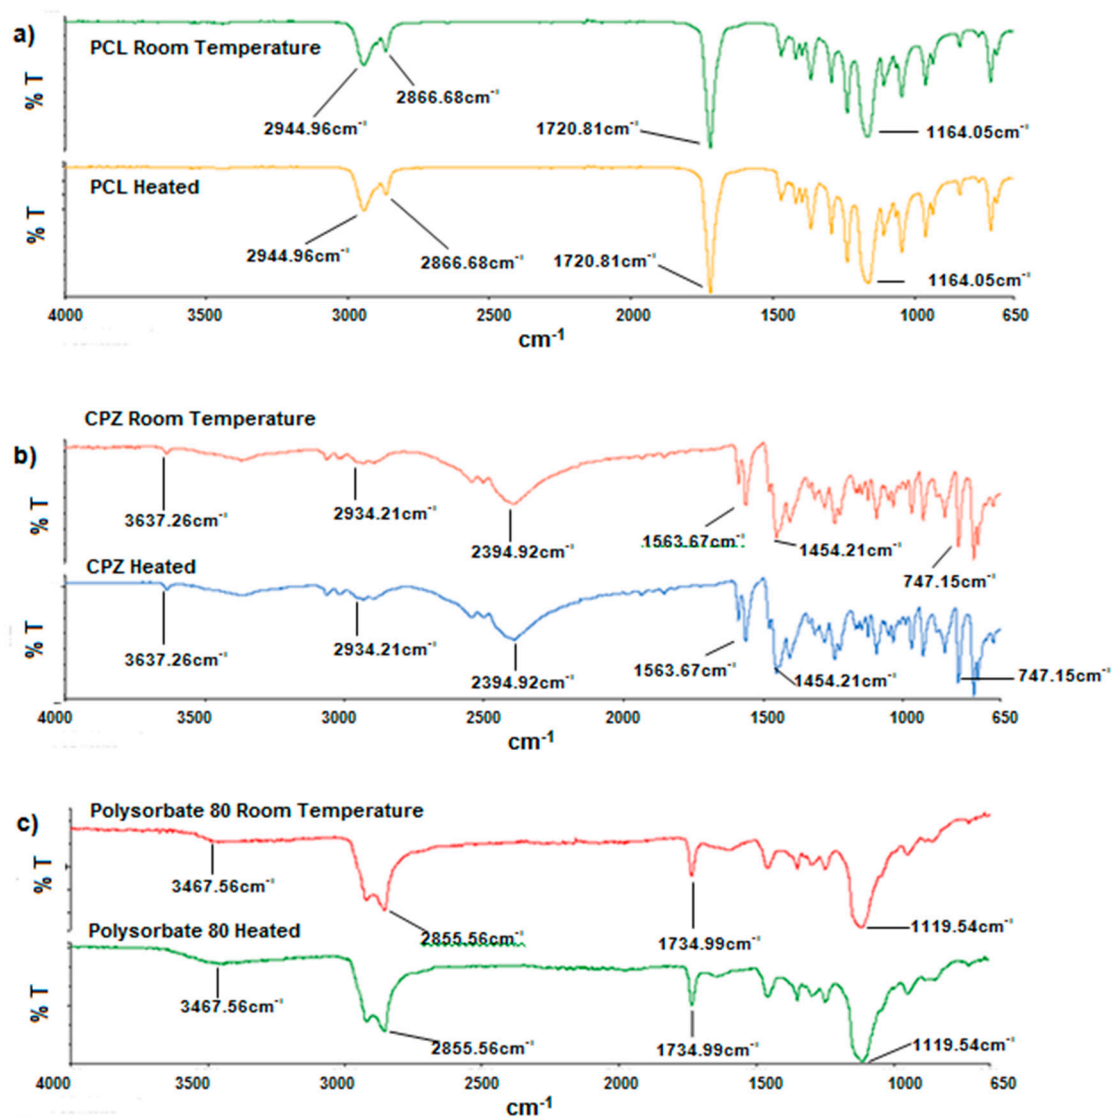 a)
PCL Room Temperature
% T
2944.96cm⁻¹
2866.68cm⁻¹
1720.81cm⁻¹
1164.05cm⁻¹
PCL Heated
% T
2944.96cm⁻¹
2866.68cm⁻¹
1720.81cm⁻¹
1164.05cm⁻¹
4000 3500 3000 2500 2000 1500 1000 650
cm⁻¹
CPZ Room Temperature
b)
% T
3637.26cm⁻¹
2934.21cm⁻¹
2394.92cm⁻¹
1563.67cm⁻¹
1454.21cm⁻¹
747.15cm⁻¹
CPZ Heated
% T
3637.26cm⁻¹
2934.21cm⁻¹
2394.92cm⁻¹
1563.67cm⁻¹
1454.21cm⁻¹
747.15cm⁻¹
4000 3500 3000 2500 2000 1500 1000 650
cm⁻¹
c)
Polysorbate 80 Room Temperature
% T
3467.56cm⁻¹
2855.56cm⁻¹
1734.99cm⁻¹
1119.54cm⁻¹
Polysorbate 80 Heated
% T
3467.56cm⁻¹
2855.56cm⁻¹
1734.99cm⁻¹
1119.54cm⁻¹
4000 3500 3000 2500 2000 1500 1000 650
cm⁻¹